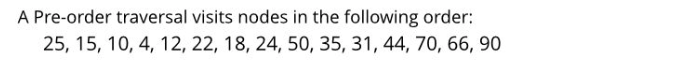 A Pre-order traversal visits nodes in the following order:
25, 15, 10, 4, 12, 22, 18, 24, 50, 35, 31, 44, 70, 66, 90